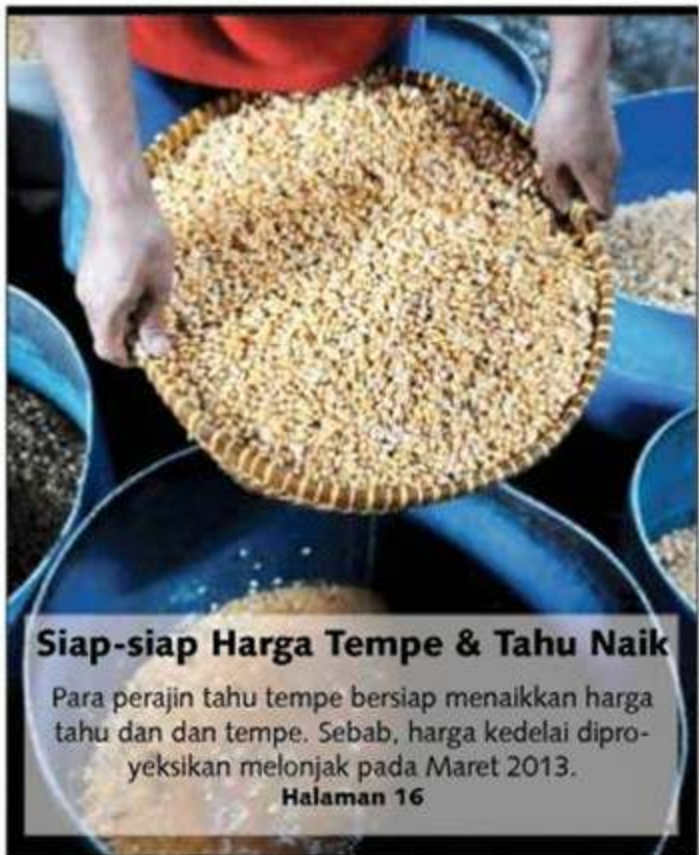 Siap-siap Harga Tempe & Tahu Naik
Para perajin tahu tempe bersiap menaikkan harga
tahu dan dan tempe. Sebab, harga kedelai dipro-
yeksikan melonjak pada Maret 2013.
Halaman 16